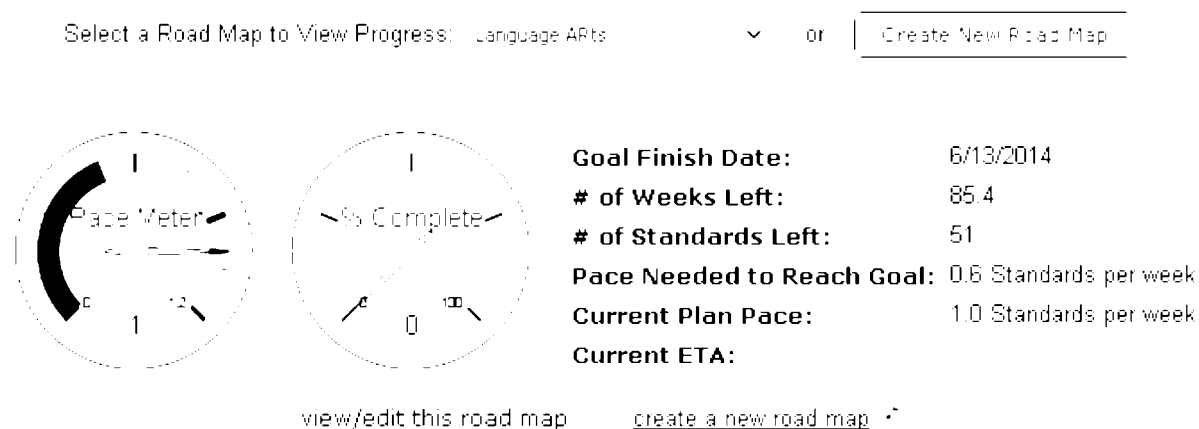 Select a Road Map to View Progress: Language ARts or Create New Road Map
Pace Meter
0 1.2
1
% Complete
0 100
0
Goal Finish Date: 6/13/2014
# of Weeks Left: 85.4
# of Standards Left: 51
Pace Needed to Reach Goal: 0.6 Standards per week
Current Plan Pace: 1.0 Standards per week
Current ETA:
view/edit this road map create a new road map